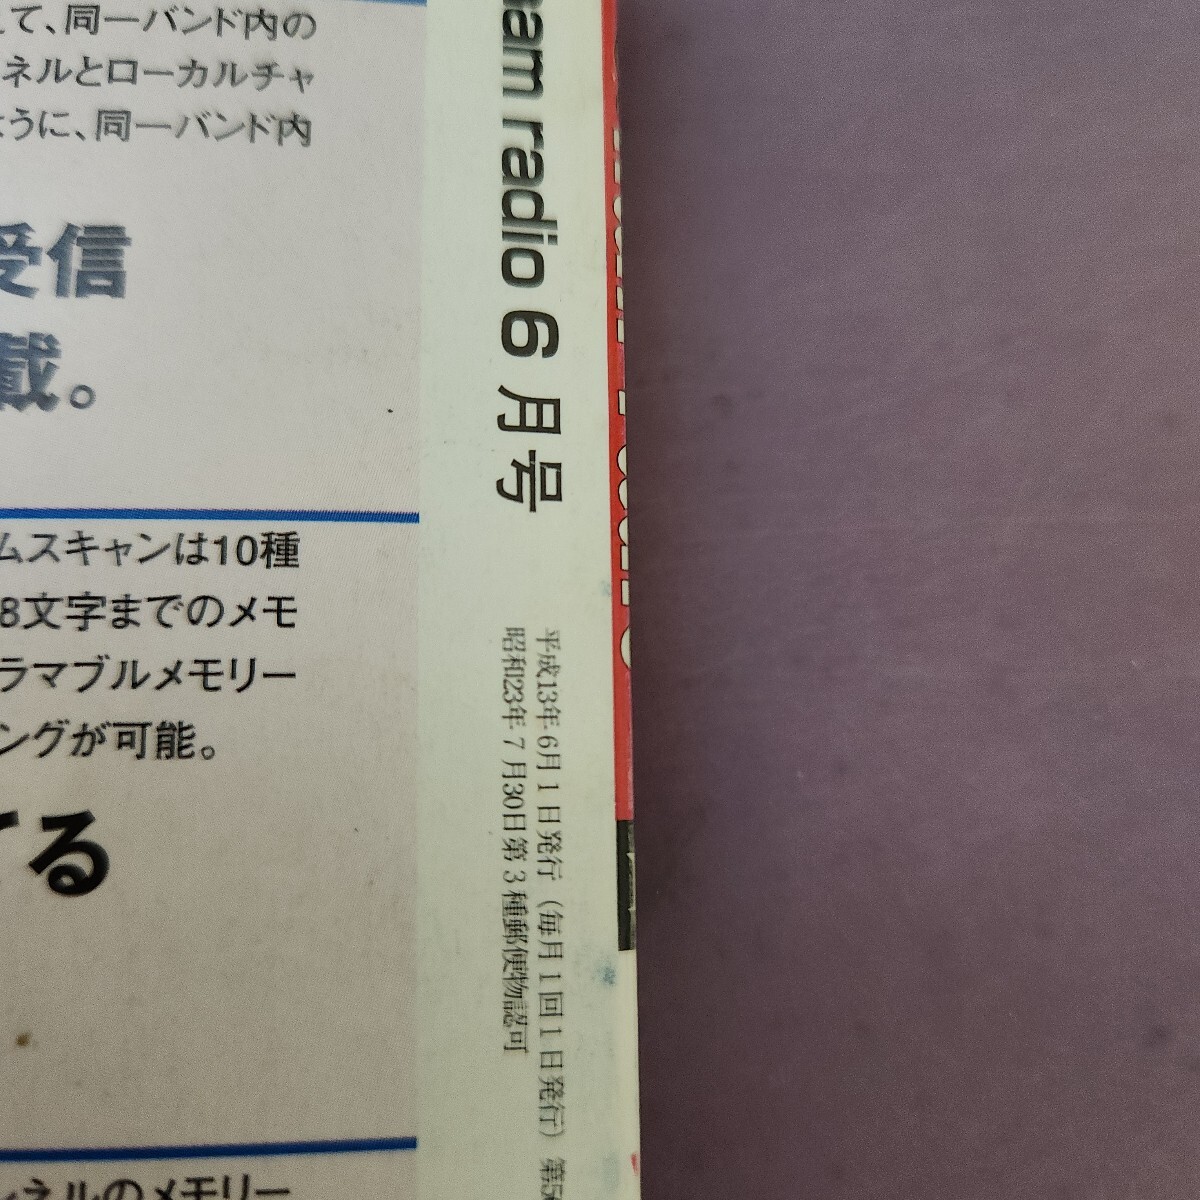 て、同一バンド内の
ネルとローカルチャ
ように、同一バンド内
受信
載。
ムスキャンは10種
8文字までのメモ
ラマブルメモリー
ングが可能。
てる
ンネルのメモリー
am radio 6月号
平成13年6月1日発行(毎月1回1日発行)第5
昭和23年7月30日第3種郵便物認可